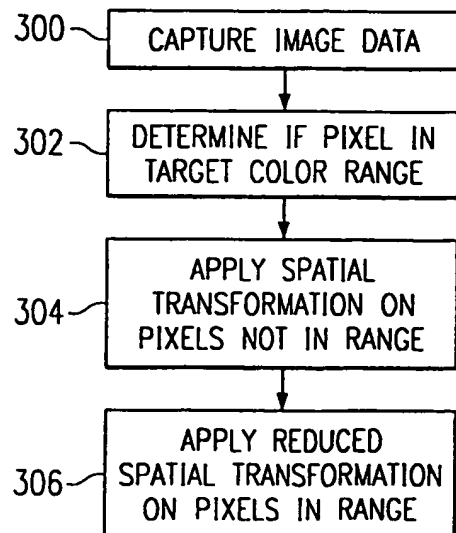 300
CAPTURE IMAGE DATA
302
DETERMINE IF PIXEL IN
TARGET COLOR RANGE
304
APPLY SPATIAL
TRANSFORMATION ON
PIXELS NOT IN RANGE
306
APPLY REDUCED
SPATIAL TRANSFORMATION
ON PIXELS IN RANGE